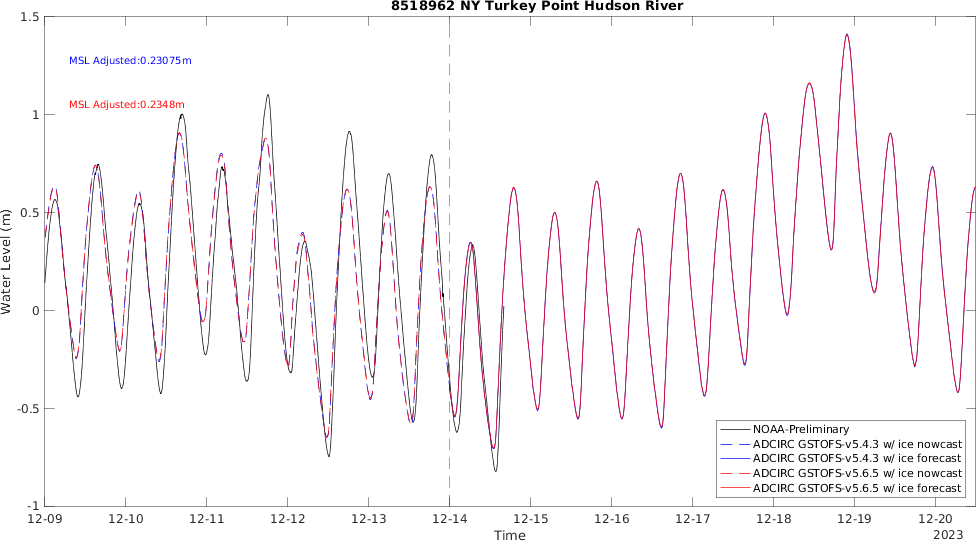 8518962 NY Turkey Point Hudson River
1.5
1
0.5
0
-0.5
-1
Water Level (m)
MSL Adjusted:0.23075m
MSL Adjusted:0.2348m
NOAA-Preliminary
ADCIRC GSTOFS-v5.4.3 w/ ice nowcast
ADCIRC GSTOFS-v5.4.3 w/ ice forecast
ADCIRC GSTOFS-v5.6.5 w/ ice nowcast
ADCIRC GSTOFS-v5.6.5 w/ ice forecast
12-09 12-10 12-11 12-12 12-13 12-14 12-15 12-16 12-17 12-18 12-19 12-20
Time
2023